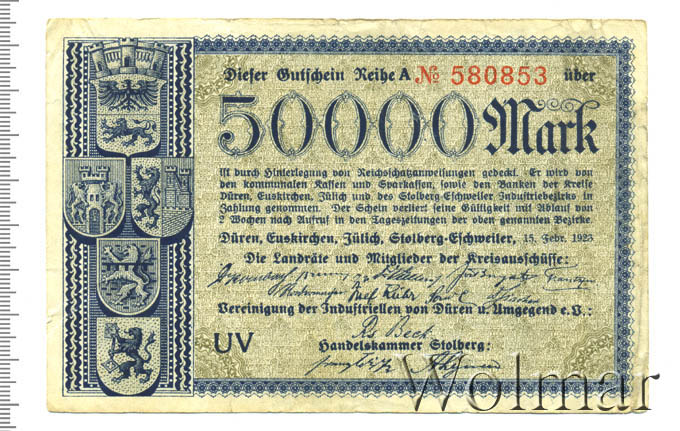 Dieser Gutschein Reihe A № 580853 über
50000 Mark
ist durch Hinterlegung von Reichsschatzanweisungen gedeckt. Er wird von
den kommunalen Kassen und Sparkassen, sowie den Banken der Kreise
Düren, Euskirchen, Jülich und des Stolberg-Eschweiler Industriebezirks in
Zahlung genommen. Der Schein verliert seine Gültigkeit mit Ablauf von
2 Wochen nach Aufruf in den Tageszeitungen der oben genannten Bezirke.
Düren, Euskirchen, Jülich, Stolberg-Eschweiler, 15. Febr. 1923
Die Landräte und Mitglieder der Kreisausschüsse:
Vereinigung der Industriellen von Düren u. Umgegend e.V.:
Beck
UV
Handelskammer Stolberg:
Wolmar